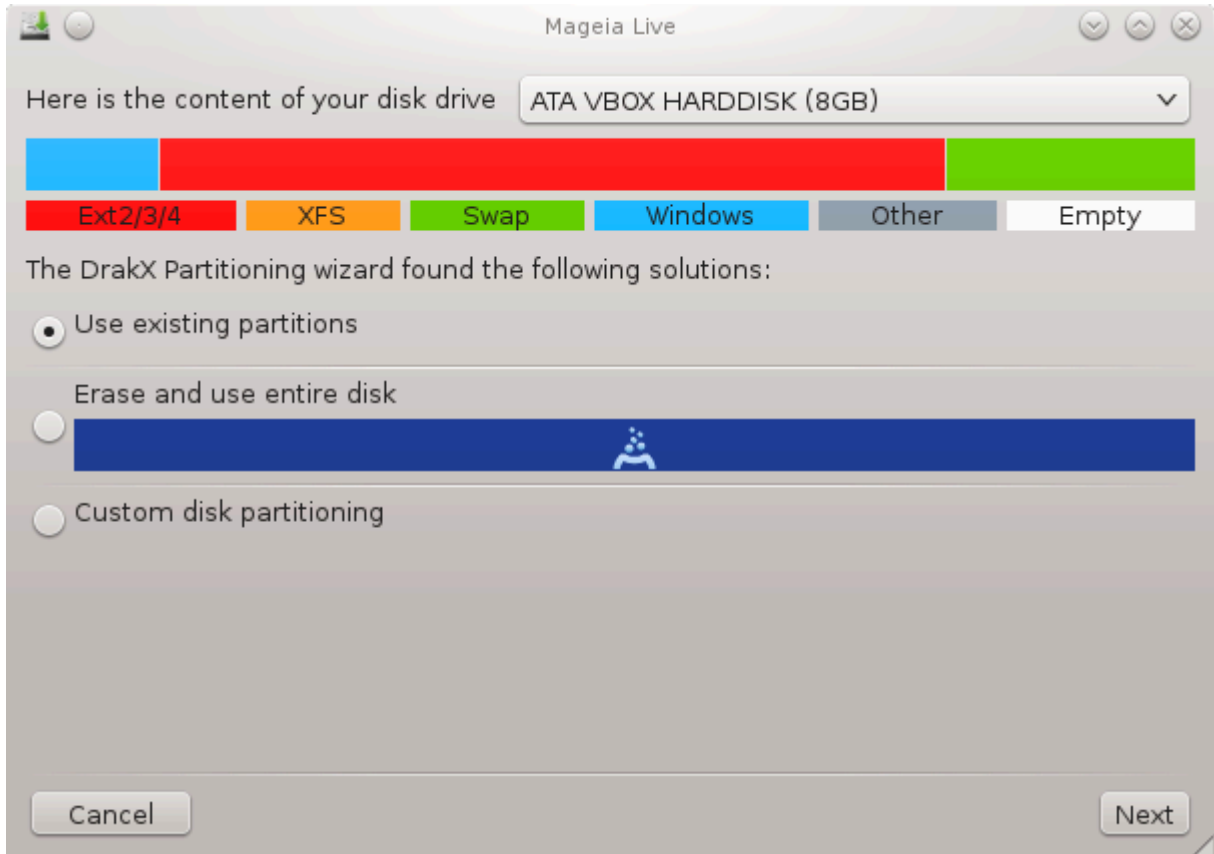 Mageia Live
Here is the content of your disk drive ATA VBOX HARDDISK (8GB)
Ext2/3/4 XFS Swap Windows Other Empty
The DrakX Partitioning wizard found the following solutions:
Use existing partitions
Erase and use entire disk
Custom disk partitioning
Cancel Next